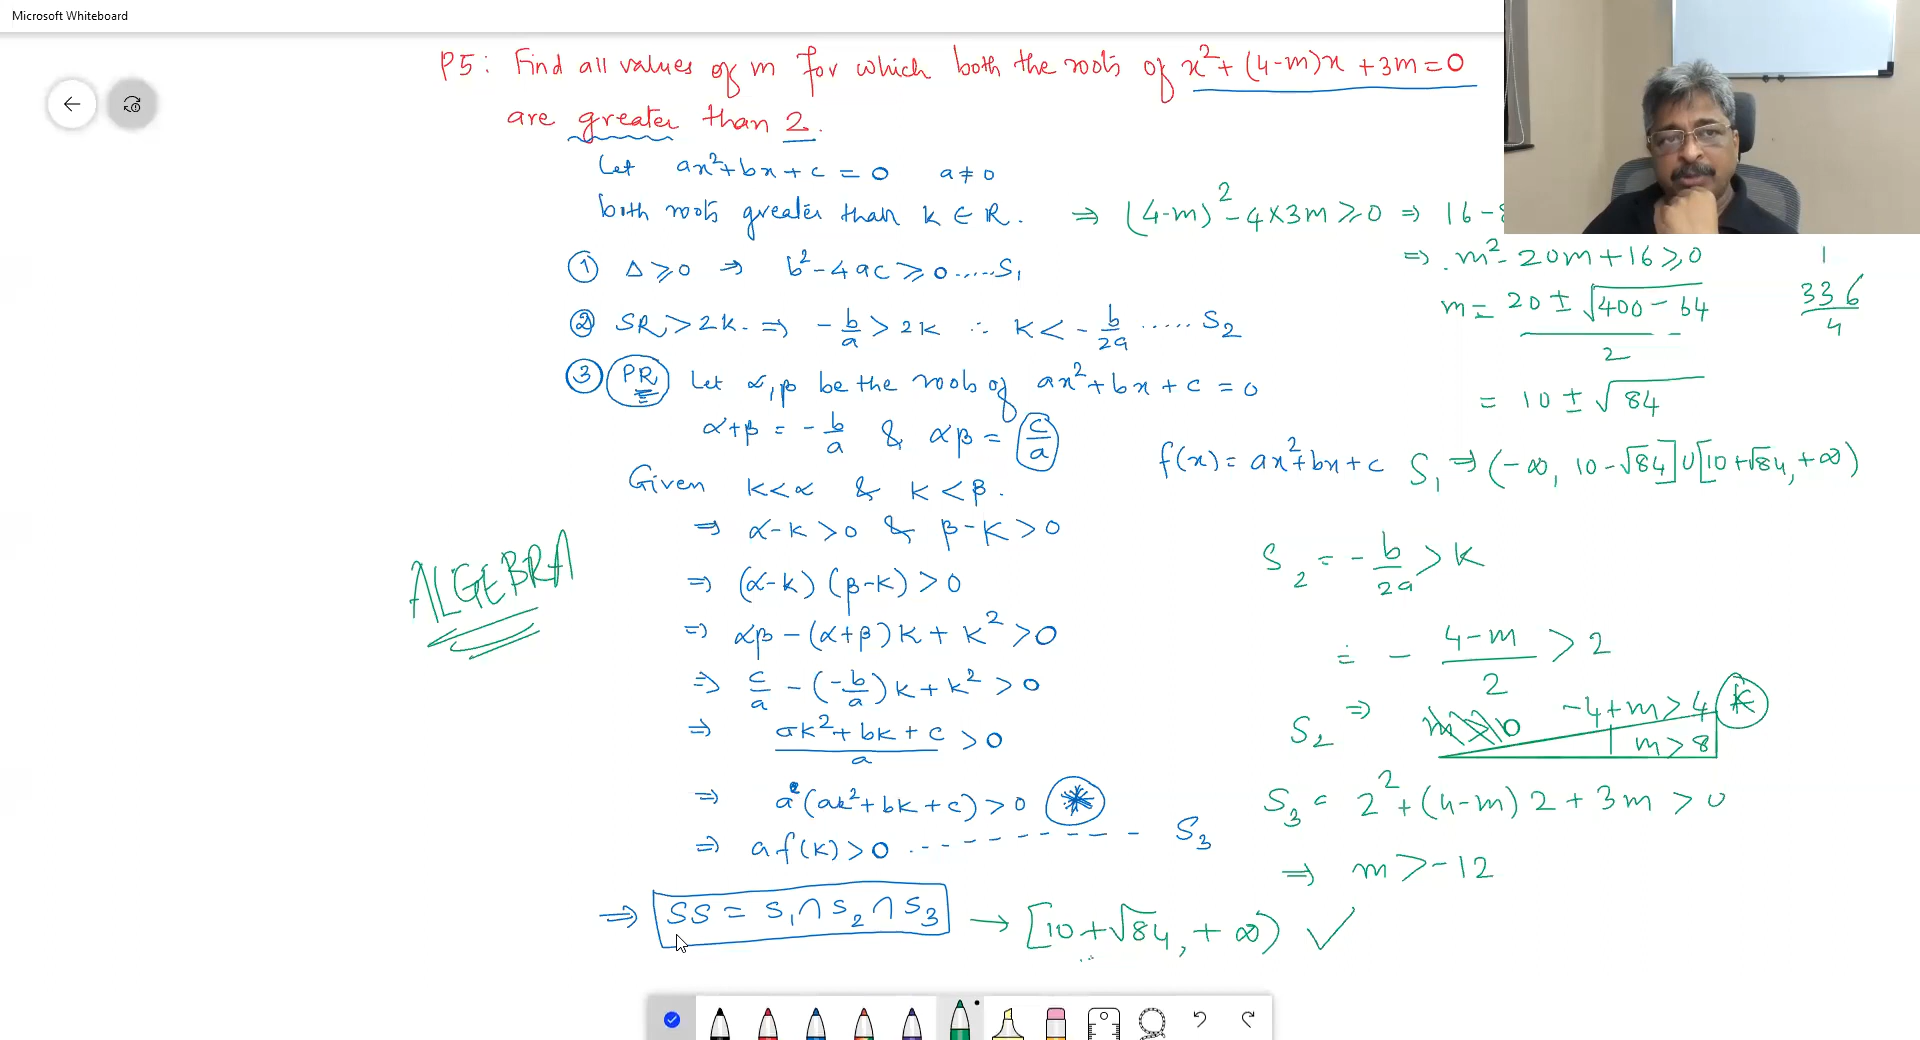 Microsoft Whiteboard
P5: Find all values of m for which both the roots of x²+(4-m)x+3m=0
are greater than 2.
Let ax²+bx+c=0 a≠0
both roots greater than k ∈ R.
① Δ≥0 ⇒ b²-4ac≥0.....S₁
② SR>2K. ⇒ -b/a > 2K ∴ K < -b/2a ..... S₂
③ PR Let α,β be the roots of ax²+bx+c=0
α+β = -b/a & αβ = c/a
Given K<α & K<β.
⇒ α-K>0 & β-K>0
⇒ (α-K)(β-K)>0
⇒ αβ-(α+β)K+K²>0
⇒ c/a-(-b/a)K+K²>0
⇒ (aK²+bK+c)/a > 0
⇒ a(aK²+bK+c)>0 *
⇒ a f(K)>0 ---------- S₃
⇒ SS = S₁∩S₂∩S₃ → [10+√84, +∞) ✓
ALGEBRA
⇒ (4-m)²-4×3m≥0 ⇒ 16-
⇒ m²-20m+16≥0
m = (20±√(400-64))/2
= 10±√84
1
336
4
f(x)=ax²+bx+c
S₁ ⇒ (-∞, 10-√84]∪[10+√84, +∞)
S₂ = -b/2a > K
= -(4-m)/2 > 2
S₂ ⇒ -4+m>4
m>8
S₃ = 2²+(4-m)2+3m>0
⇒ m>-12